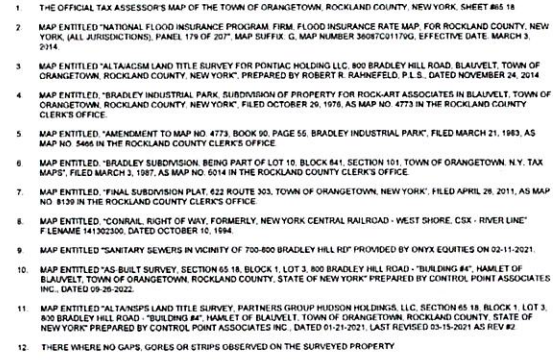 1. THE OFFICIAL TAX ASSESSOR'S MAP OF THE TOWN OF ORANGETOWN, ROCKLAND COUNTY, NEW YORK, SHEET #65.18
2. MAP ENTITLED "NATIONAL FLOOD INSURANCE PROGRAM, FIRM, FLOOD INSURANCE RATE MAP, FOR ROCKLAND COUNTY, NEW
YORK, (ALL JURISDICTIONS), PANEL 179 OF 207", MAP SUFFIX: G, MAP NUMBER 36087C0179G, EFFECTIVE DATE: MARCH 3,
2014.
3 MAP ENTITLED "ALTA/ACSM LAND TITLE SURVEY FOR PONTIAC HOLDING LLC, 800 BRADLEY HILL ROAD, BLAUVELT, TOWN OF
ORANGETOWN, ROCKLAND COUNTY, NEW YORK", PREPARED BY ROBERT R. RAHNEFELD, P.L.S., DATED NOVEMBER 24, 2014
4 MAP ENTITLED, "BRADLEY INDUSTRIAL PARK, SUBDIVISION OF PROPERTY FOR ROCK-ART ASSOCIATES IN BLAUVELT, TOWN OF
ORANGETOWN, ROCKLAND COUNTY, NEW YORK", FILED OCTOBER 29, 1976, AS MAP NO. 4773 IN THE ROCKLAND COUNTY
CLERK'S OFFICE.
5 MAP ENTITLED, "AMENDMENT TO MAP NO. 4773, BOOK 90, PAGE 55, BRADLEY INDUSTRIAL PARK", FILED MARCH 21, 1983, AS
MAP NO. 5466 IN THE ROCKLAND COUNTY CLERK'S OFFICE.
6. MAP ENTITLED, "BRADLEY SUBDIVISION, BEING PART OF LOT 10, BLOCK 641, SECTION 101, TOWN OF ORANGETOWN, N.Y. TAX
MAPS", FILED MARCH 3, 1987, AS MAP NO. 6014 IN THE ROCKLAND COUNTY CLERK'S OFFICE.
7. MAP ENTITLED, "FINAL SUBDIVISION PLAT, 622 ROUTE 303, TOWN OF ORANGETOWN, NEW YORK", FILED APRIL 26, 2011, AS MAP
NO. 8139 IN THE ROCKLAND COUNTY CLERK'S OFFICE.
8. MAP ENTITLED, "CONRAIL, RIGHT OF WAY, FORMERLY, NEW YORK CENTRAL RAILROAD - WEST SHORE, CSX - RIVER LINE"
FILENAME 141302300, DATED OCTOBER 10, 1994.
9. MAP ENTITLED "SANITARY SEWERS IN VICINITY OF 700-800 BRADLEY HILL RD" PROVIDED BY ONYX EQUITIES ON 02-11-2021.
10. MAP ENTITLED "AS-BUILT SURVEY, SECTION 65.18, BLOCK 1, LOT 3, 800 BRADLEY HILL ROAD - "BUILDING #4", HAMLET OF
BLAUVELT, TOWN OF ORANGETOWN, ROCKLAND COUNTY, STATE OF NEW YORK" PREPARED BY CONTROL POINT ASSOCIATES
INC., DATED 09-26-2022.
11. MAP ENTITLED "ALTA/NSPS LAND TITLE SURVEY, PARTNERS GROUP HUDSON HOLDINGS, LLC, SECTION 65.18, BLOCK 1, LOT 3,
800 BRADLEY HILL ROAD - "BUILDING #4", HAMLET OF BLAUVELT, TOWN OF ORANGETOWN, ROCKLAND COUNTY, STATE OF
NEW YORK" PREPARED BY CONTROL POINT ASSOCIATES INC., DATED 01-21-2021, LAST REVISED 03-15-2021 AS REV #2.
12. THERE WHERE NO GAPS, GORES OR STRIPS OBSERVED ON THE SURVEYED PROPERTY